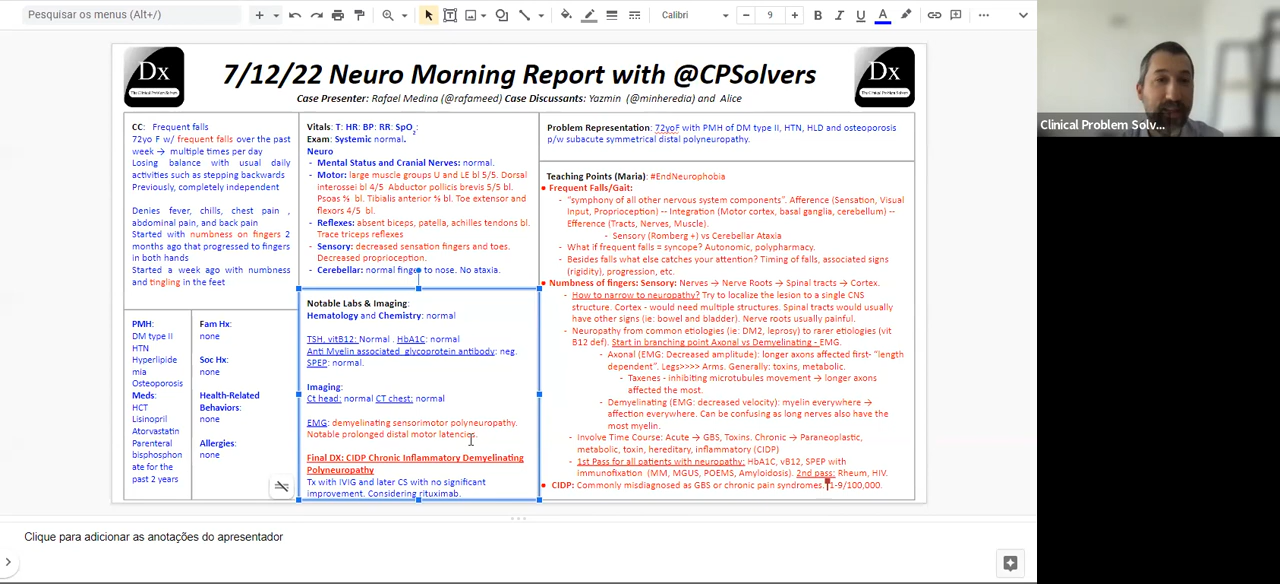 Pesquisar os menus (Alt+/)
Calibri
9
B I U A
Dx
7/12/22 Neuro Morning Report with @CPSolvers
Dx
Case Presenter: Rafael Medina (@rafameed) Case Discussants: Yazmin (@minheredia) and Alice
CC: Frequent falls
72yo F w/ frequent falls over the past
week → multiple times per day
Losing balance with usual daily
activities such as stepping backwards
Previously, completely independent
Denies fever, chills, chest pain ,
abdominal pain, and back pain
Started with numbness on fingers 2
months ago that progressed to fingers
in both hands
Started a week ago with numbness
and tingling in the feet
PMH:
DM type II
HTN
Hyperlipide
mia
Osteoporosis
Meds:
HCT
Lisinopril
Atorvastatin
Parenteral
bisphosphon
ate for the
past 2 years
Fam Hx:
none
Soc Hx:
none
Health-Related
Behaviors:
none
Allergies:
none
Vitals: T: HR: BP: RR: SpO2:
Exam: Systemic normal.
Neuro
- Mental Status and Cranial Nerves: normal.
- Motor: large muscle groups U and LE bl 5/5. Dorsal
interossei bl 4/5 Abductor pollicis brevis 5/5 bl.
Psoas ⅘ bl. Tibialis anterior ⅘ bl. Toe extensor and
flexors 4/5 bl.
- Reflexes: absent biceps, patella, achilles tendons bl.
Trace triceps reflexes
- Sensory: decreased sensation fingers and toes.
Decreased proprioception.
- Cerebellar: normal finger to nose. No ataxia.
Notable Labs & Imaging:
Hematology and Chemistry: normal
TSH, vitB12: Normal . HbA1C: normal
Anti Myelin associated glycoprotein antibody: neg.
SPEP: normal.
Imaging:
Ct head: normal CT chest: normal
EMG: demyelinating sensorimotor polyneuropathy.
Notable prolonged distal motor latencies.
Final DX: CIDP Chronic Inflammatory Demyelinating
Polyneuropathy
Tx with IVIG and later CS with no significant
improvement. Considering rituximab.
Problem Representation: 72yoF with PMH of DM type II, HTN, HLD and osteoporosis
p/w subacute symmetrical distal polyneuropathy.
Teaching Points (Maria): #EndNeurophobia
● Frequent Falls/Gait:
- "symphony of all other nervous system components". Afference (Sensation, Visual
Input, Proprioception) -- Integration (Motor cortex, basal ganglia, cerebellum) --
Efference (Tracts, Nerves, Muscle).
- Sensory (Romberg +) vs Cerebellar Ataxia
- What if frequent falls = syncope? Autonomic, polypharmacy.
- Besides falls what else catches your attention? Timing of falls, associated signs
(rigidity), progression, etc.
● Numbness of fingers: Sensory: Nerves → Nerve Roots → Spinal tracts → Cortex.
- How to narrow to neuropathy? Try to localize the lesion to a single CNS
structure. Cortex - would need multiple structures. Spinal tracts would usually
have other signs (ie: bowel and bladder). Nerve roots usually painful.
- Neuropathy from common etiologies (ie: DM2, leprosy) to rarer etiologies (vit
B12 def). Start in branching point Axonal vs Demyelinating - EMG.
- Axonal (EMG: Decreased amplitude): longer axons affected first- "length
dependent". Legs>>>> Arms. Generally: toxins, metabolic.
- Taxenes - inhibiting microtubules movement → longer axons
affected the most.
- Demyelinating (EMG: decreased velocity): myelin everywhere →
affection everywhere. Can be confusing as long nerves also have the
most myelin.
- Involve Time Course: Acute → GBS, Toxins. Chronic → Paraneoplastic,
metabolic, toxin, hereditary, inflammatory (CIDP)
- 1st Pass for all patients with neuropathy: HbA1C, vB12, SPEP with
immunofixation (MM, MGUS, POEMS, Amyloidosis). 2nd pass: Rheum, HIV.
● CIDP: Commonly misdiagnosed as GBS or chronic pain syndromes. 1-9/100,000.
Clique para adicionar as anotações do apresentador
Clinical Problem Solv...